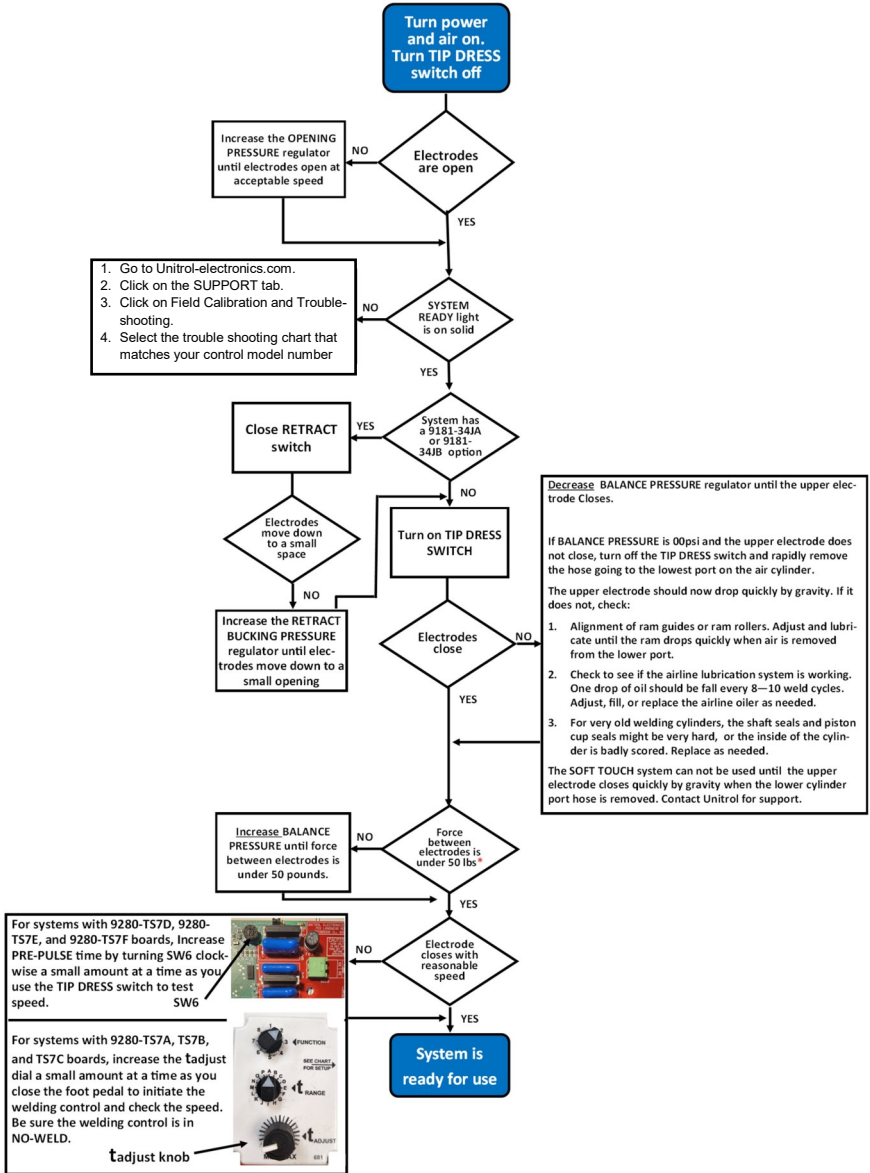 Turn power
and air on.
Turn TIP DRESS
switch off
Increase the OPENING
PRESSURE regulator
until electrodes open at
acceptable speed
NO
Electrodes
are open
YES
1. Go to Unitrol-electronics.com.
2. Click on the SUPPORT tab.
3. Click on Field Calibration and Trouble-
shooting.
4. Select the trouble shooting chart that
matches your control model number
NO
SYSTEM
READY light
is on solid
YES
Close RETRACT
switch
YES
System has
a 9181-34JA
or 9181-
34JB option
NO
Electrodes
move down
to a small
space
NO
Increase the RETRACT
BUCKING PRESSURE
regulator until elec-
trodes move down to a
small opening
Turn on TIP DRESS
SWITCH
Electrodes
close
NO
YES
Decrease BALANCE PRESSURE regulator until the upper elec-
trode Closes.
If BALANCE PRESSURE is 00psi and the upper electrode does
not close, turn off the TIP DRESS switch and rapidly remove
the hose going to the lowest port on the air cylinder.
The upper electrode should now drop quickly by gravity. If it
does not, check:
1. Alignment of ram guides or ram rollers. Adjust and lubri-
cate until the ram drops quickly when air is removed
from the lower port.
2. Check to see if the airline lubrication system is working.
One drop of oil should be fall every 8—10 weld cycles.
Adjust, fill, or replace the airline oiler as needed.
3. For very old welding cylinders, the shaft seals and piston
cup seals might be very hard, or the inside of the cylin-
der is badly scored. Replace as needed.
The SOFT TOUCH system can not be used until the upper
electrode closes quickly by gravity when the lower cylinder
port hose is removed. Contact Unitrol for support.
Increase BALANCE
PRESSURE until force
between electrodes is
under 50 pounds.
NO
Force
between
electrodes is
under 50 lbs*
YES
For systems with 9280-TS7D, 9280-
TS7E, and 9280-TS7F boards, Increase
PRE-PULSE time by turning SW6 clock-
wise a small amount at a time as you
use the TIP DRESS switch to test
speed. SW6
NO
Electrode
closes with
reasonable
speed
YES
For systems with 9280-TS7A, TS7B,
and TS7C boards, increase the tadjust
dial a small amount at a time as you
close the foot pedal to initiate the
welding control and check the speed.
Be sure the welding control is in
NO-WELD.
tadjust knob
FUNCTION
SEE CHART
FOR SETUP
t RANGE
t ADJUST
System is
ready for use